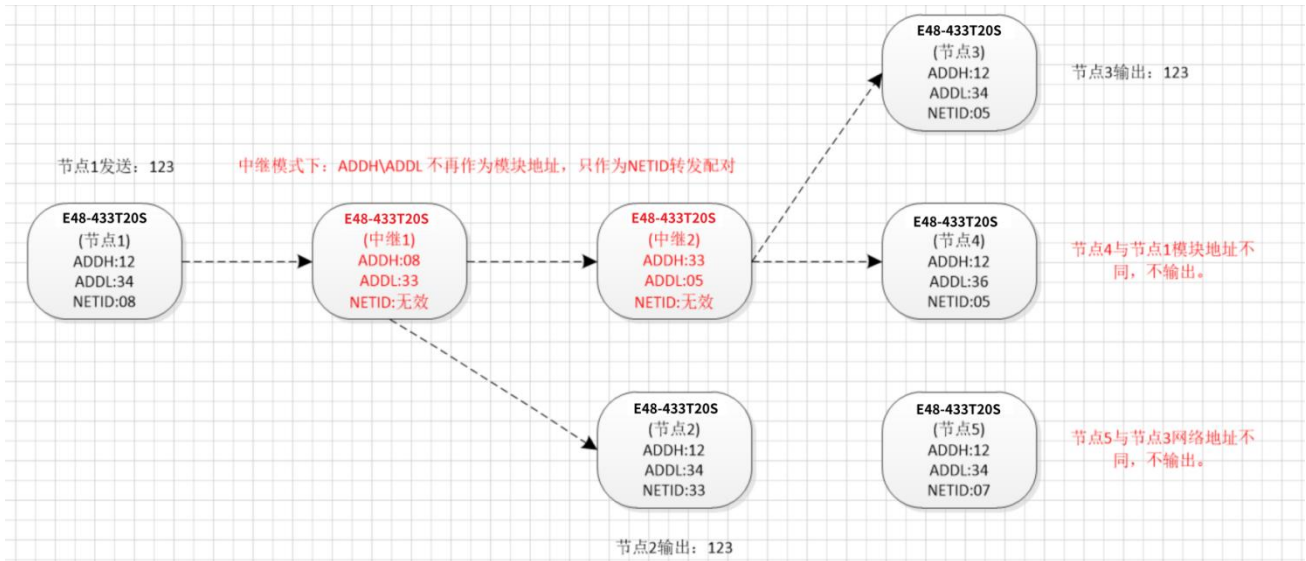 E48-433T20S
(节点3)
ADDH:12
ADDL:34
NETID:05
节点3输出：123
节点1发送：123
中继模式下：ADDH\ADDL 不再作为模块地址，只作为NETID转发配对
E48-433T20S
(节点1)
ADDH:12
ADDL:34
NETID:08
E48-433T20S
(中继1)
ADDH:08
ADDL:33
NETID:无效
E48-433T20S
(中继2)
ADDH:33
ADDL:05
NETID:无效
E48-433T20S
(节点4)
ADDH:12
ADDL:36
NETID:05
节点4与节点1模块地址不
同，不输出。
E48-433T20S
(节点2)
ADDH:12
ADDL:34
NETID:33
节点2输出：123
E48-433T20S
(节点5)
ADDH:12
ADDL:34
NETID:07
节点5与节点3网络地址不
同，不输出。